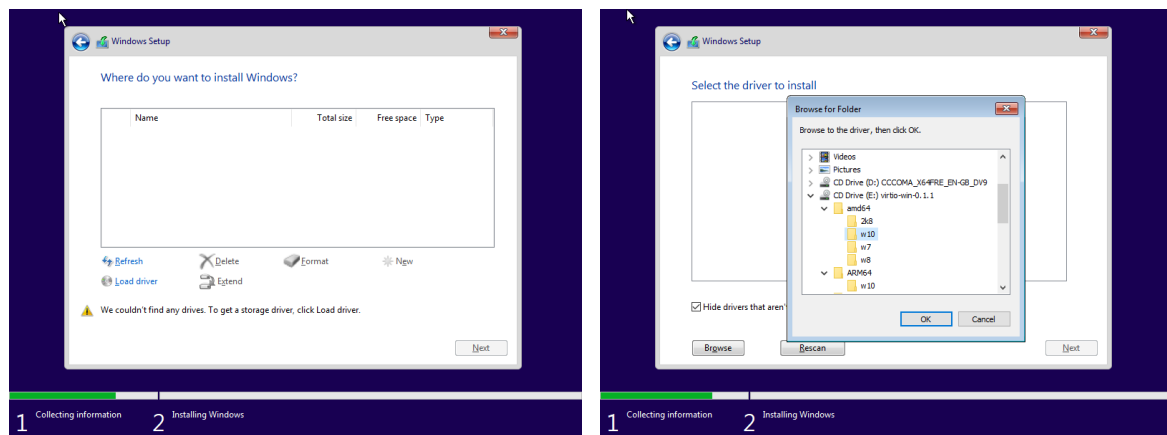 Windows Setup
Where do you want to install Windows?
Name Total size Free space Type
Refresh Delete Format New
Load driver Extend
We couldn't find any drives. To get a storage driver, click Load driver.
Next
1 Collecting information 2 Installing Windows
Windows Setup
Select the driver to install
Browse for Folder
Browse to the driver, then click OK.
Videos
Pictures
CD Drive (D:) CCCOMA_X64FRE_EN-GB_DV9
CD Drive (E:) virtio-win-0.1.1
amd64
2k8
w10
w7
w8
ARM64
w10
Hide drivers that aren'
OK Cancel
Browse Rescan Next
1 Collecting information 2 Installing Windows